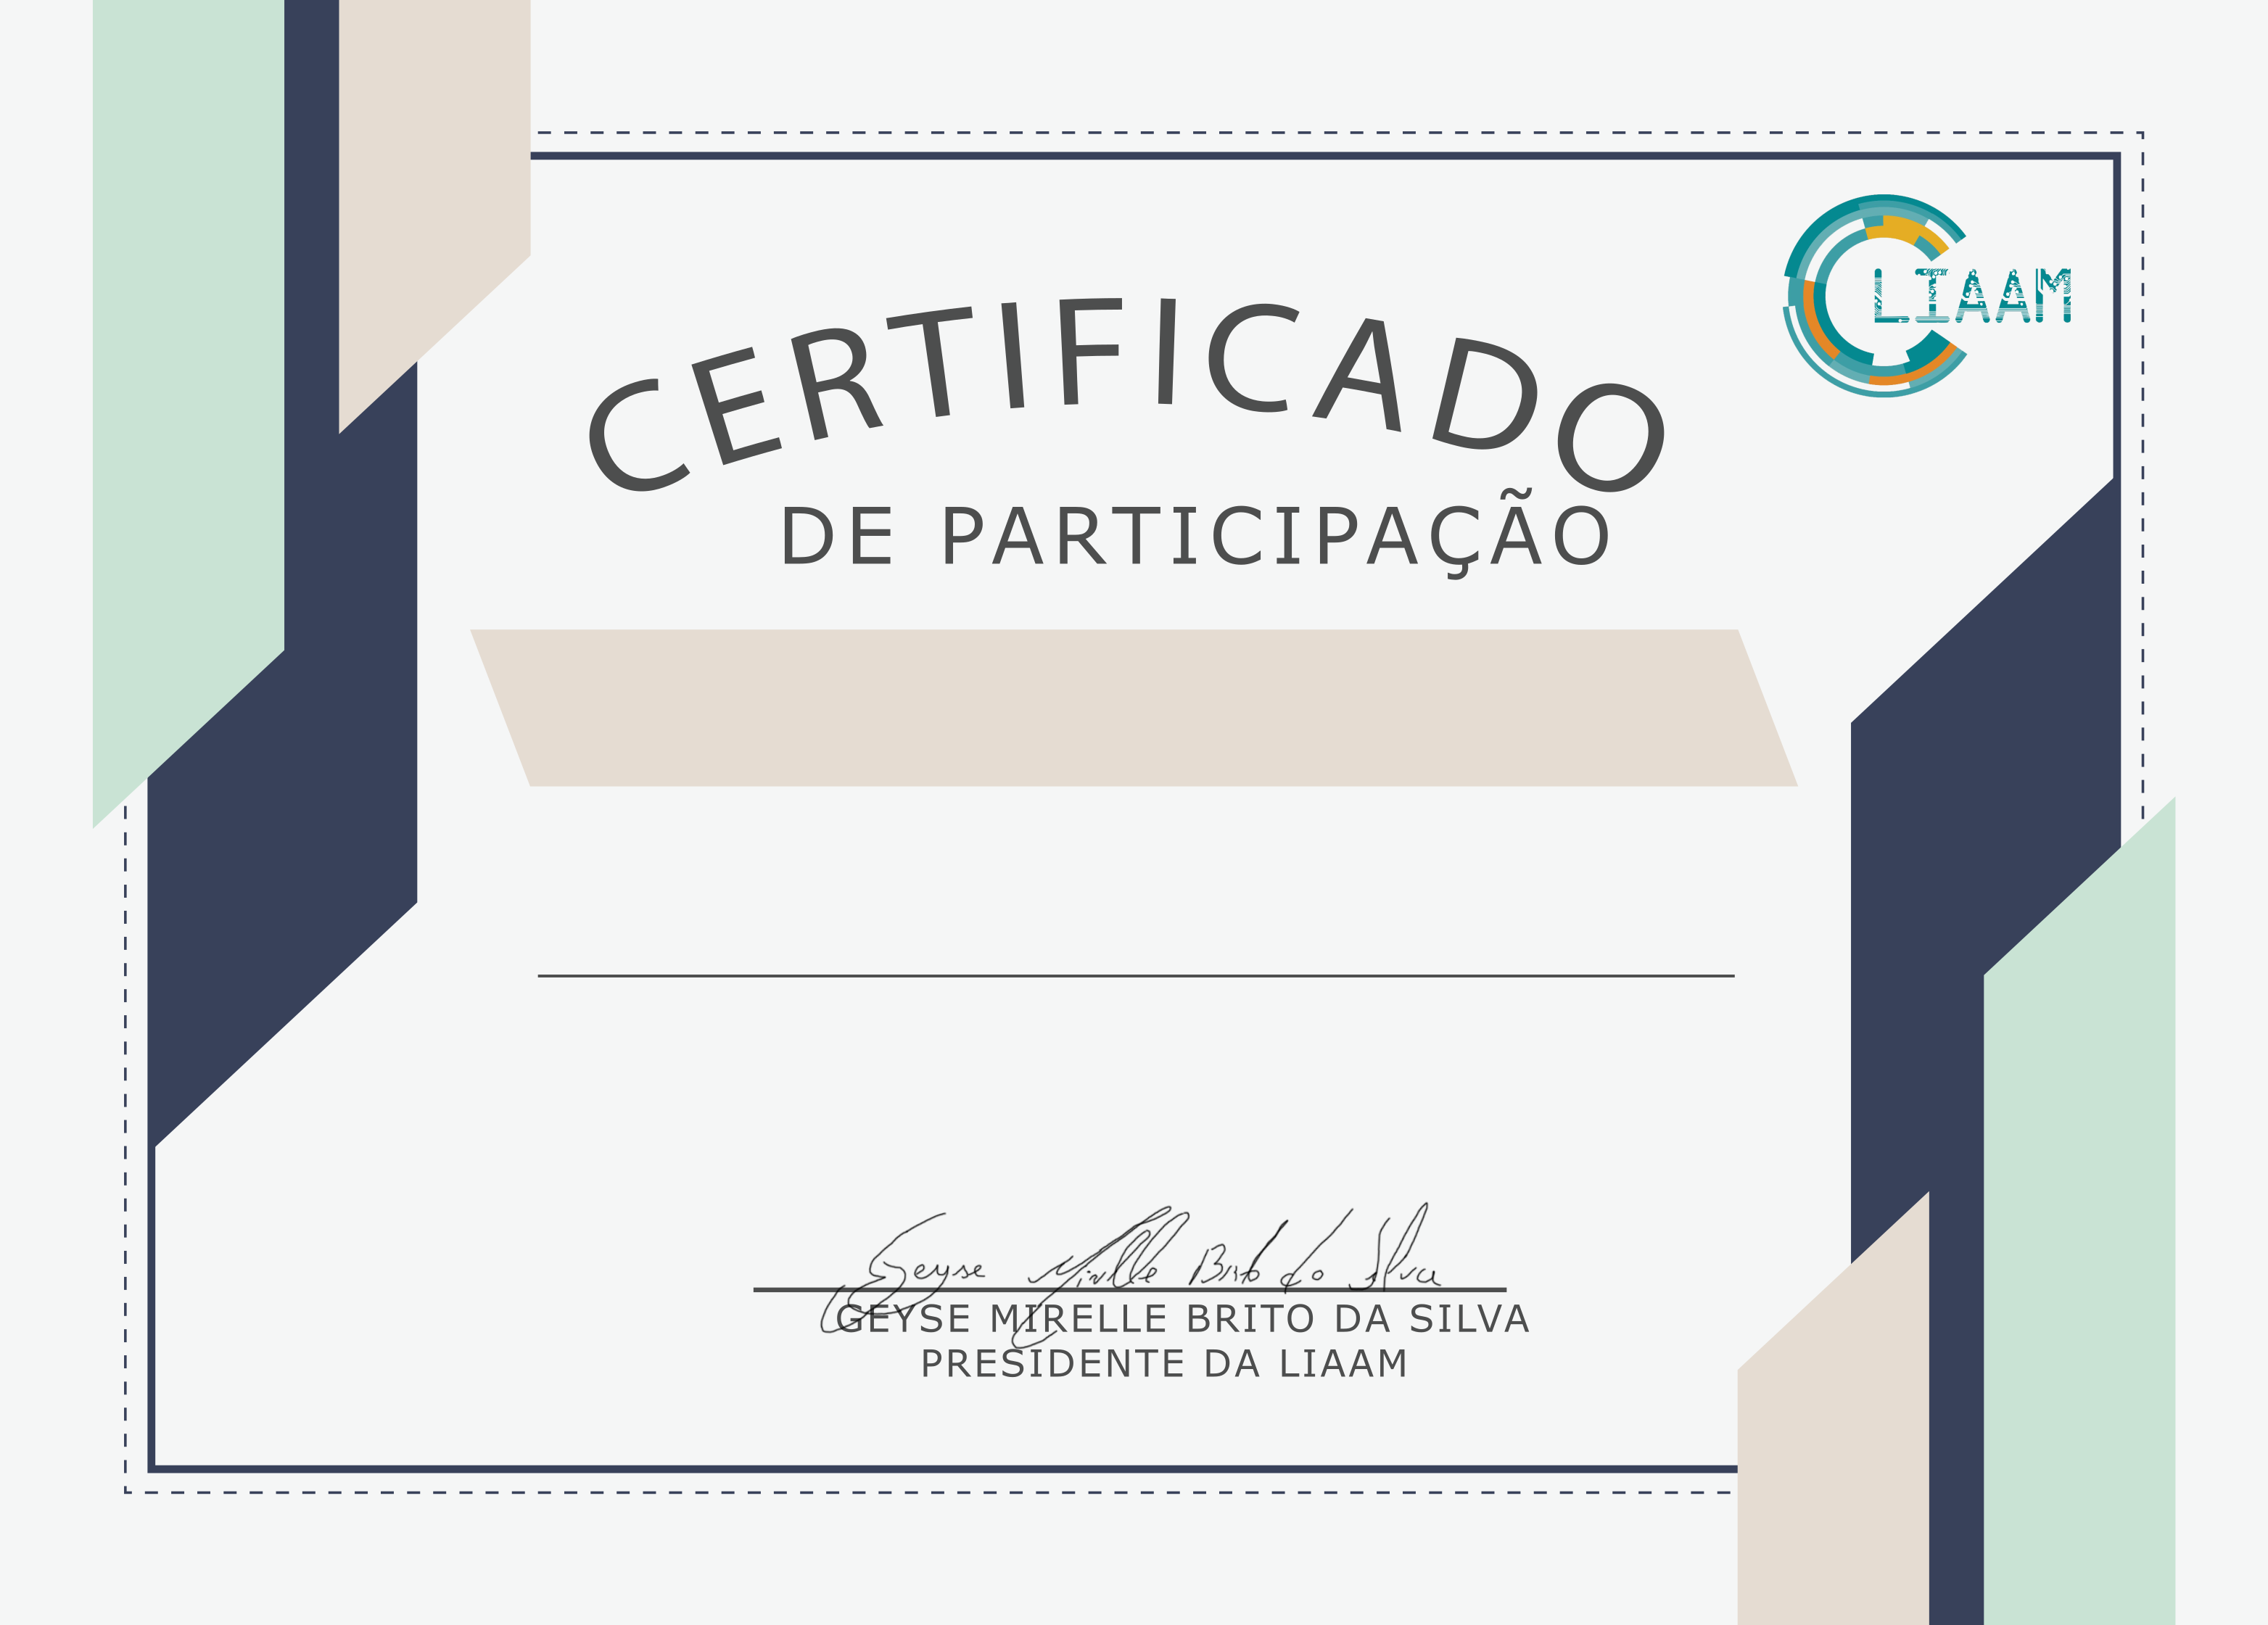 LIAAM
CERTIFICADO
DE PARTICIPAÇÃO
Geyse Mirelle Brito da Silva
GEYSE MIRELLE BRITO DA SILVA
PRESIDENTE DA LIAAM